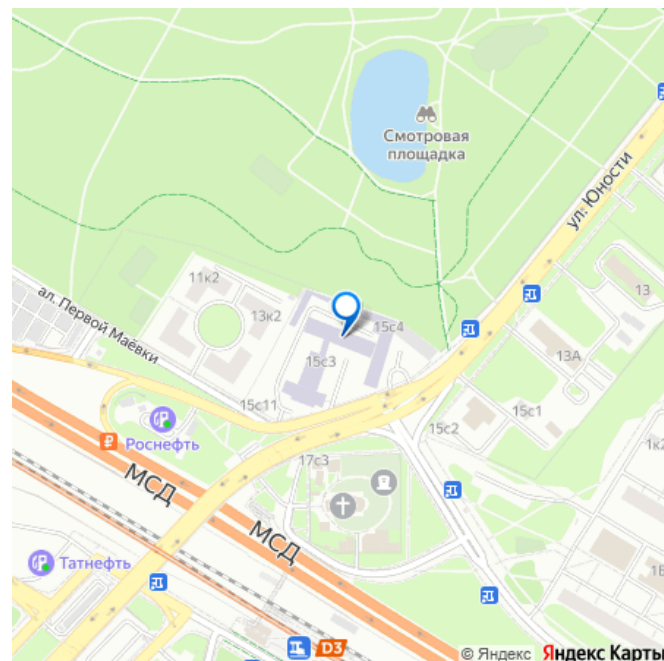 Смотровая
площадка
ул. Юности
11к2
13
ал. Первой Маёвки
13к2
15с4
13А
15с3
15с1
15с11
15с2
Роснефть
₽
17с3
1к2
МСД
МСД
Татнефть
D3
© Яндекс Яндекс Карты